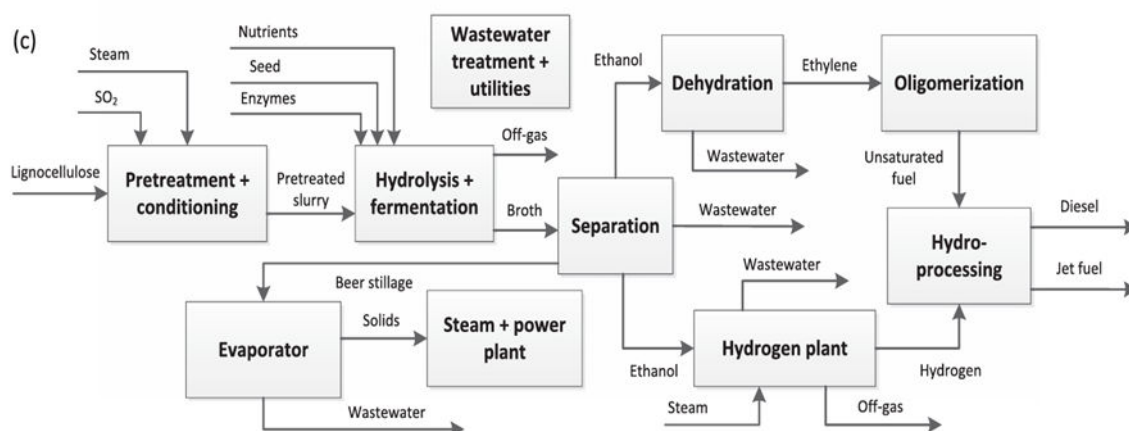 (c)
Steam
SO2
Lignocellulose
Pretreatment +
conditioning
Pretreated
slurry
Nutrients
Seed
Enzymes
Hydrolysis +
fermentation
Off-gas
Broth
Wastewater
treatment +
utilities
Separation
Ethanol
Dehydration
Wastewater
Ethylene
Oligomerization
Unsaturated
fuel
Wastewater
Hydro-
processing
Diesel
Jet fuel
Beer stillage
Evaporator
Solids
Steam + power
plant
Wastewater
Ethanol
Wastewater
Hydrogen plant
Steam
Off-gas
Hydrogen